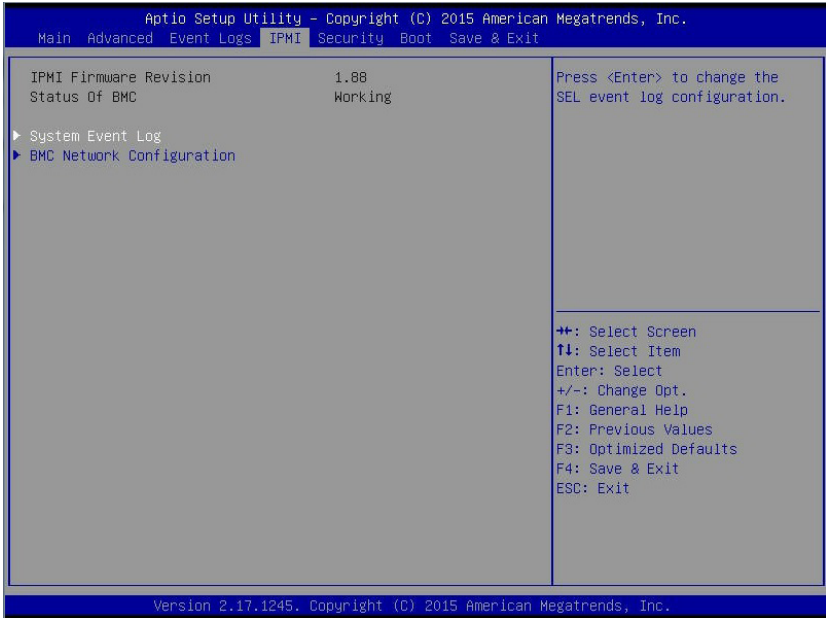 Aptio Setup Utility – Copyright (C) 2015 American Megatrends, Inc.
Main Advanced Event Logs IPMI Security Boot Save & Exit
IPMI Firmware Revision 1.88
Status Of BMC Working
▶ System Event Log
▶ BMC Network Configuration
Press <Enter> to change the
SEL event log configuration.
→←: Select Screen
↑↓: Select Item
Enter: Select
+/-: Change Opt.
F1: General Help
F2: Previous Values
F3: Optimized Defaults
F4: Save & Exit
ESC: Exit
Version 2.17.1245. Copyright (C) 2015 American Megatrends, Inc.